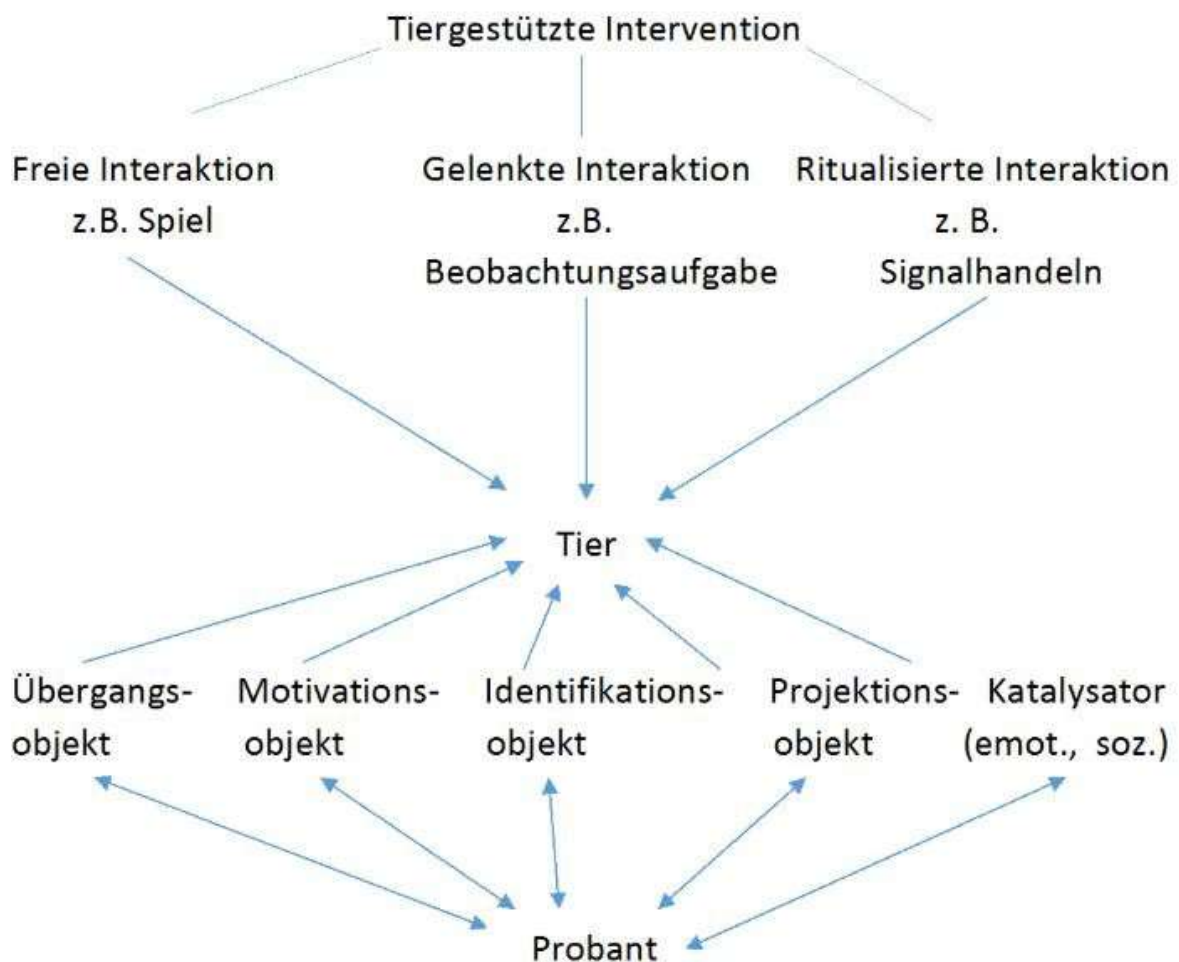 Tiergestützte Intervention
Freie Interaktion
z.B. Spiel
Gelenkte Interaktion
z.B.
Beobachtungsaufgabe
Ritualisierte Interaktion
z. B.
Signalhandeln
Tier
Übergangs-
objekt
Motivations-
objekt
Identifikations-
objekt
Projektions-
objekt
Katalysator
(emot., soz.)
Probant